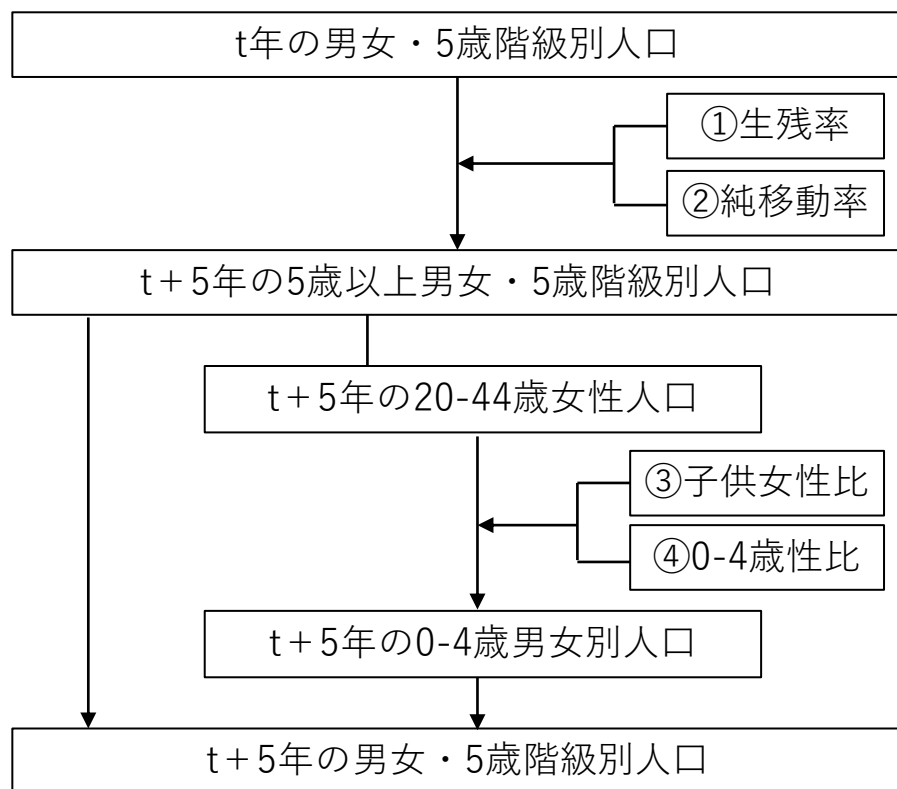 t年の男女・5歳階級別人口
①生残率
②純移動率
t+5年の5歳以上男女・5歳階級別人口
t+5年の20-44歳女性人口
③子供女性比
④0-4歳性比
t+5年の0-4歳男女別人口
t+5年の男女・5歳階級別人口